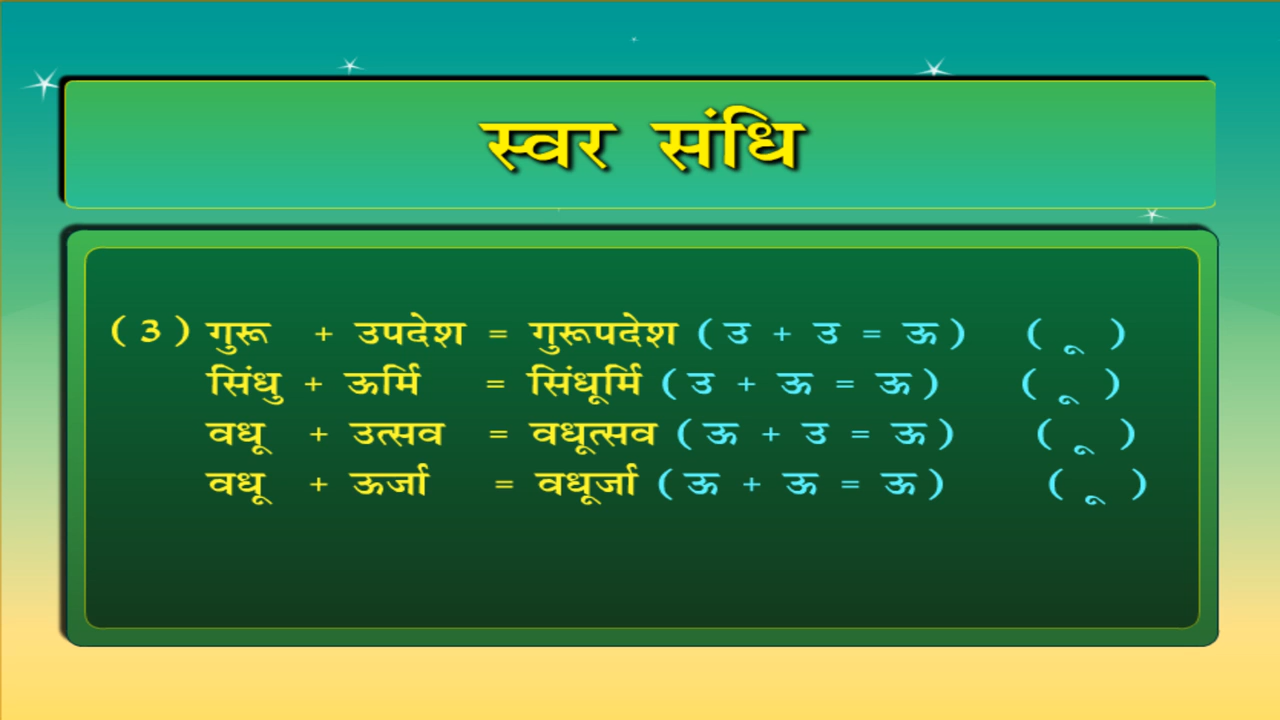 स्वर संधि
(3) गुरू + उपदेश = गुरूपदेश (उ + उ = ऊ) ( ू )
सिंधु + ऊर्मि = सिंधूर्मि (उ + ऊ = ऊ) ( ू )
वधू + उत्सव = वधूत्सव (ऊ + उ = ऊ) ( ू )
वधू + ऊर्जा = वधूर्जा (ऊ + ऊ = ऊ) ( ू )